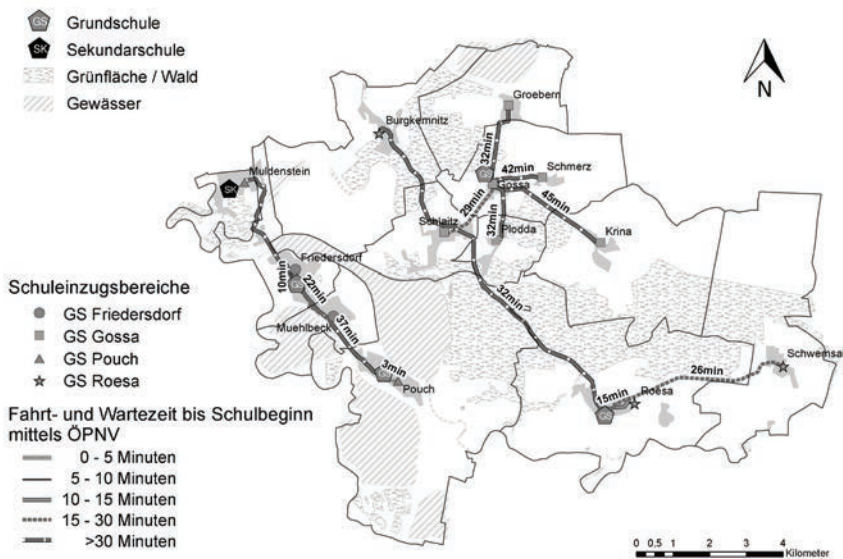 GS Grundschule
SK Sekundarschule
Grünfläche / Wald
Gewässer
N
Groebern
Burgkemnitz
32min
GS
42min
Schmerz
Gossa
45min
Muldenstein
SK
29min
32min
Schlaitz
Plodda
Krina
Friedersdorf
10min
GS
22min
32min
Schuleinzugsbereiche
GS Friedersdorf
GS Gossa
GS Pouch
GS Roesa
Muehlbeck
37min
3min
GS
Pouch
Schwemsal
26min
15min
Roesa
GS
Fahrt- und Wartezeit bis Schulbeginn
mittels ÖPNV
0 - 5 Minuten
5 - 10 Minuten
10 - 15 Minuten
15 - 30 Minuten
>30 Minuten
0 0,5 1 2 3 4
Kilometer